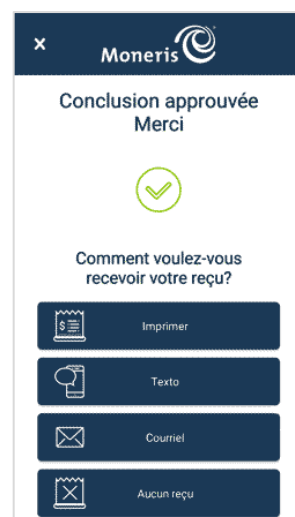 Moneris
Conclusion approuvée
Merci
Comment voulez-vous
recevoir votre reçu?
Imprimer
Texto
Courriel
Aucun reçu